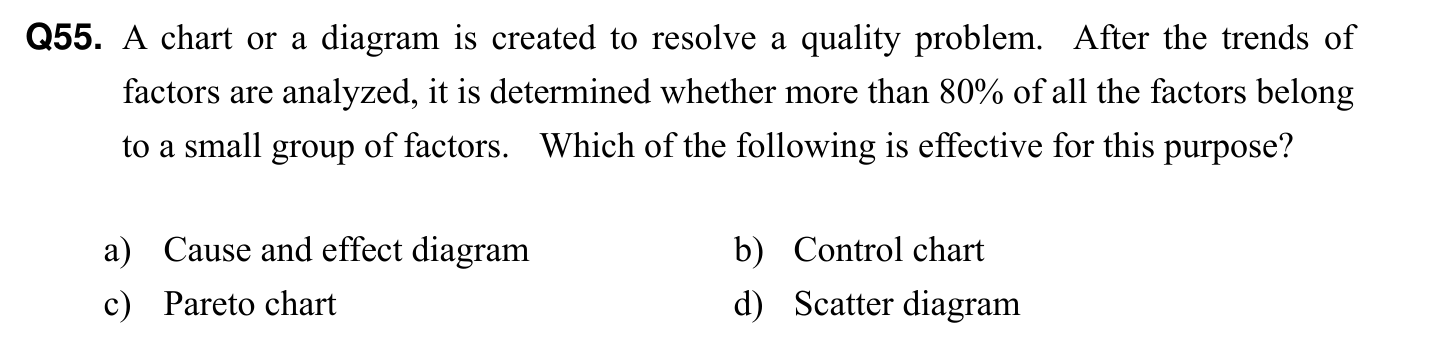 Q55. A chart or a diagram is created to resolve a quality problem. After the trends of
factors are analyzed, it is determined whether more than 80% of all the factors belong
to a small group of factors. Which of the following is effective for this purpose?
a) Cause and effect diagram b) Control chart
c) Pareto chart d) Scatter diagram